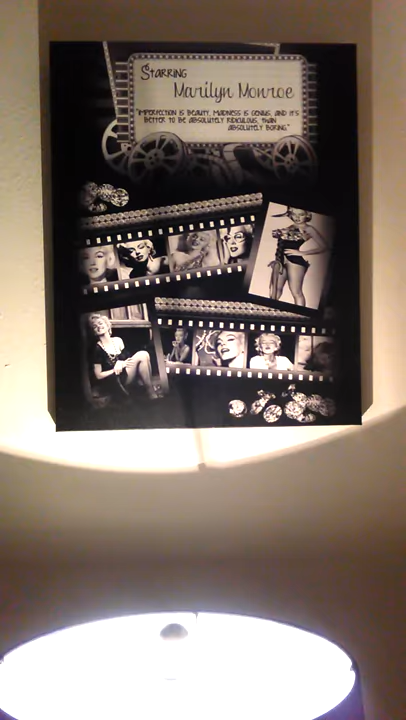 Starring
Marilyn Monroe
"Imperfection is beauty, madness is genius, and it's
better to be absolutely ridiculous, than
absolutely boring"